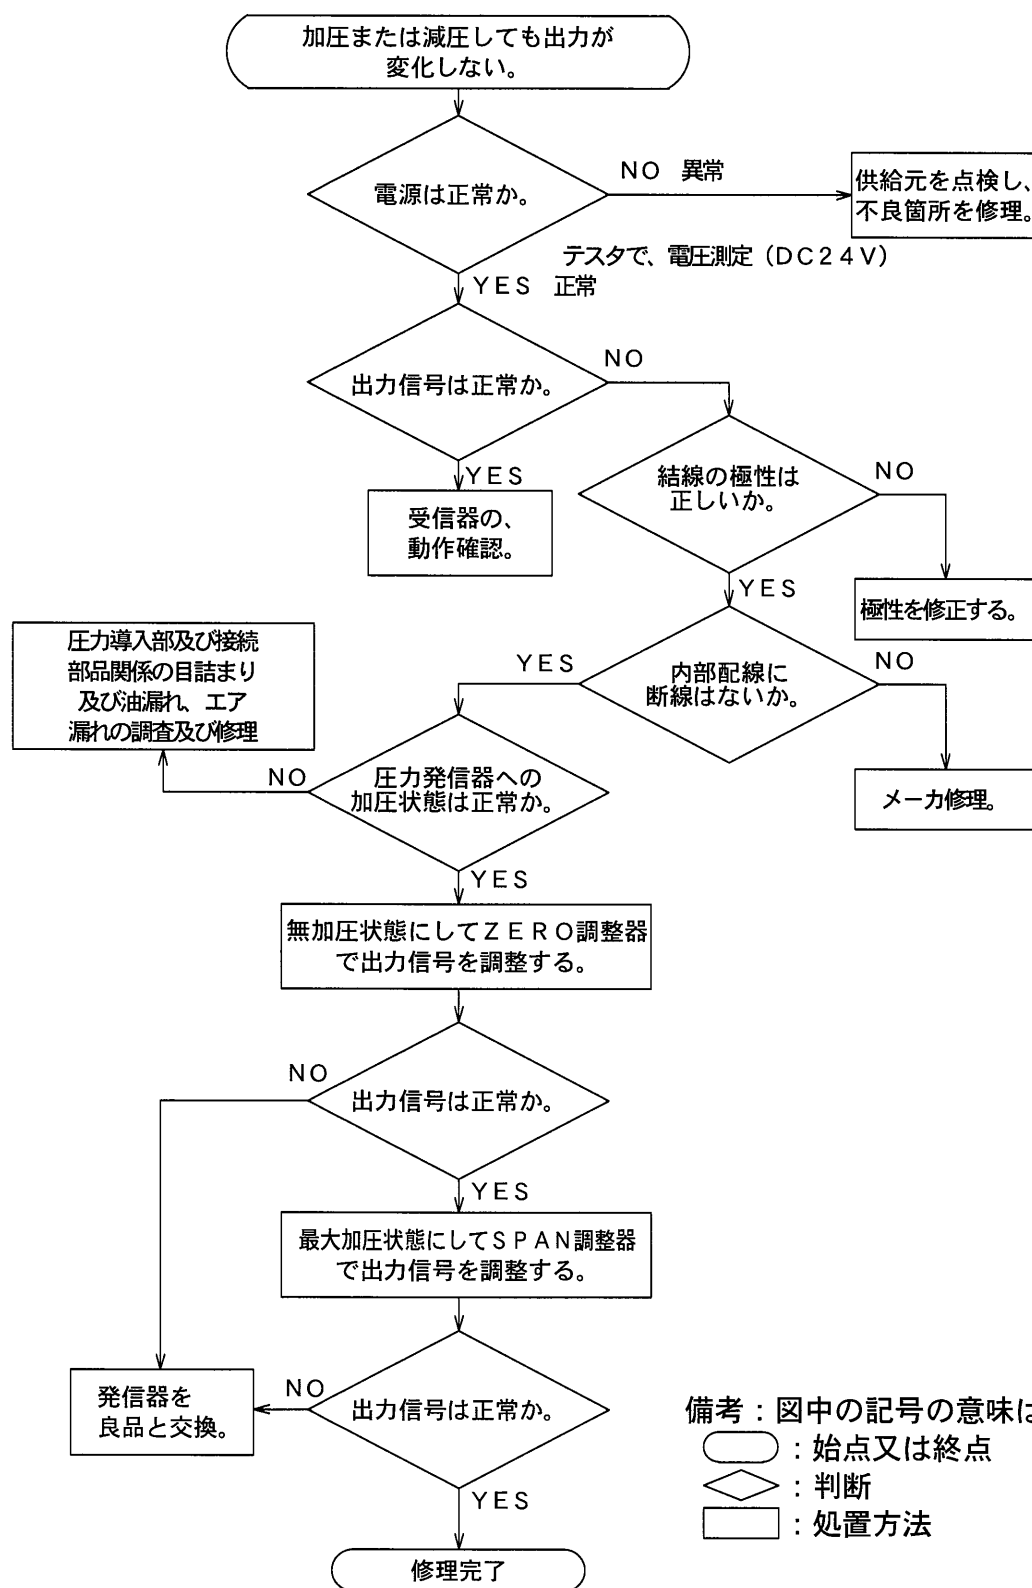 加圧または減圧しても出力が
変化しない。
電源は正常か。
NO 異常
供給元を点検し、
不良箇所を修理。
テスタで、電圧測定(DC24V)
YES 正常
出力信号は正常か。
NO
YES
受信器の、
動作確認。
結線の極性は
正しいか。
NO
極性を修正する。
YES
内部配線に
断線はないか。
NO
メーカ修理。
YES
圧力発信器への
加圧状態は正常か。
NO
圧力導入部及び接続
部品関係の目詰まり
及び油漏れ、エア
漏れの調査及び修理
YES
無加圧状態にしてZERO調整器
で出力信号を調整する。
出力信号は正常か。
NO
YES
最大加圧状態にしてSPAN調整器
で出力信号を調整する。
出力信号は正常か。
NO
発信器を
良品と交換。
YES
修理完了
備考:図中の記号の意味は
:始点又は終点
:判断
:処置方法